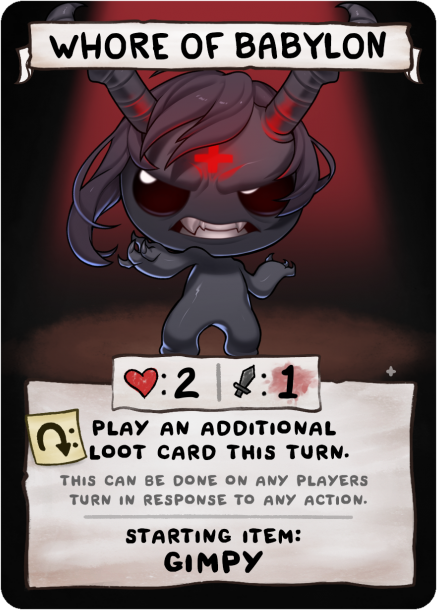 WHORE OF BABYLON
:2 :1
: PLAY AN ADDITIONAL
LOOT CARD THIS TURN.
THIS CAN BE DONE ON ANY PLAYERS
TURN IN RESPONSE TO ANY ACTION.
STARTING ITEM:
GIMPY